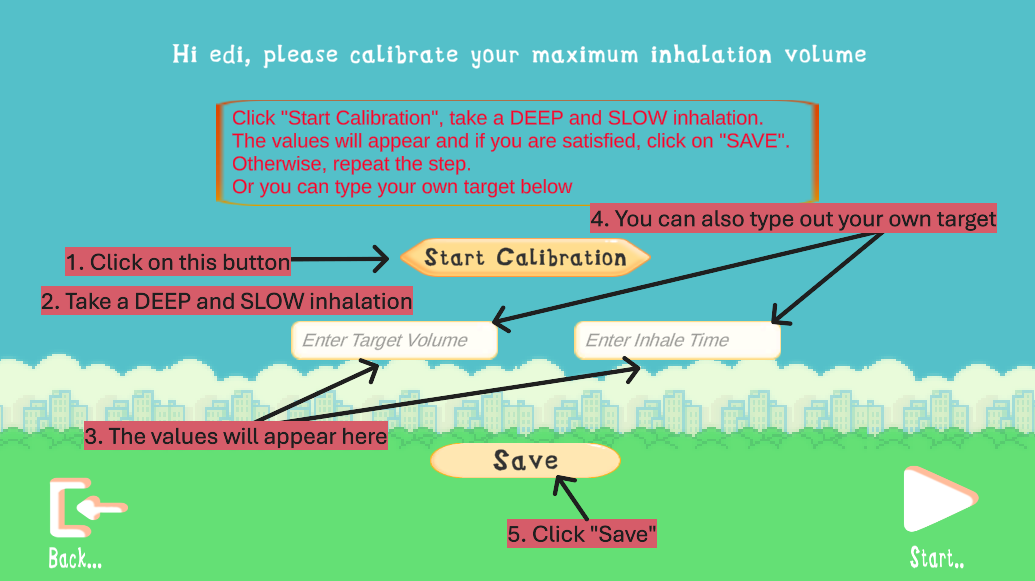 Hi edi, please calibrate your maximum inhalation volume
Click "Start Calibration", take a DEEP and SLOW inhalation.
The values will appear and if you are satisfied, click on "SAVE".
Otherwise, repeat the step.
Or you can type your own target below
4. You can also type out your own target
1. Click on this button
Start Calibration
2. Take a DEEP and SLOW inhalation
Enter Target Volume
Enter Inhale Time
3. The values will appear here
Save
5. Click "Save"
Back...
Start..